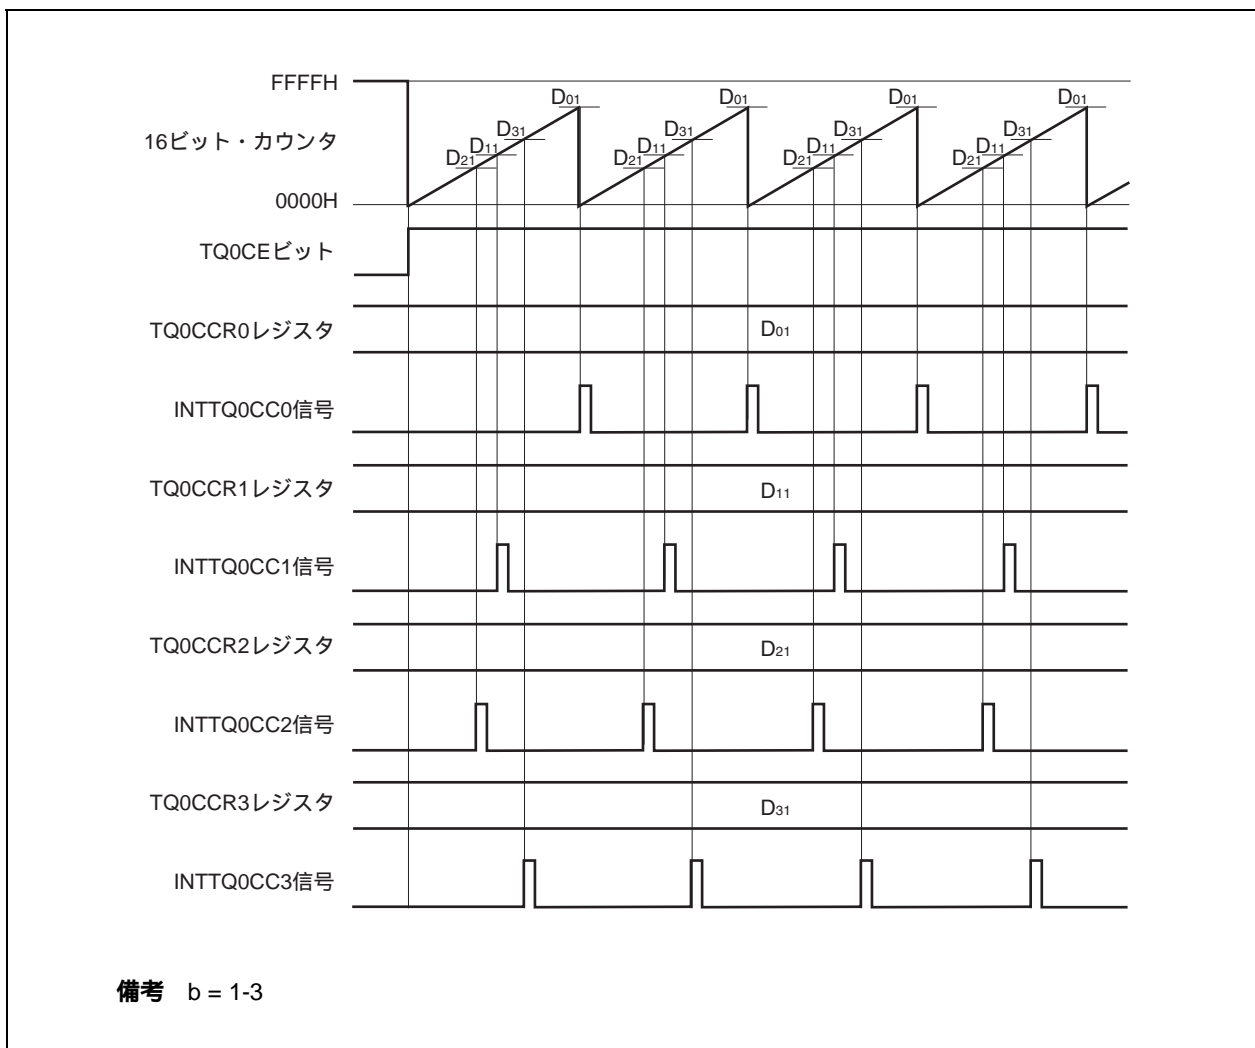 FFFFH
D01 D01 D01 D01
16ビット・カウンタ
D31 D31 D31 D31
D11 D11 D11 D11
D21 D21 D21 D21
0000H
TQ0CEビット
TQ0CCR0レジスタ
D01
INTTQ0CC0信号
TQ0CCR1レジスタ
D11
INTTQ0CC1信号
TQ0CCR2レジスタ
D21
INTTQ0CC2信号
TQ0CCR3レジスタ
D31
INTTQ0CC3信号
備考 b = 1-3